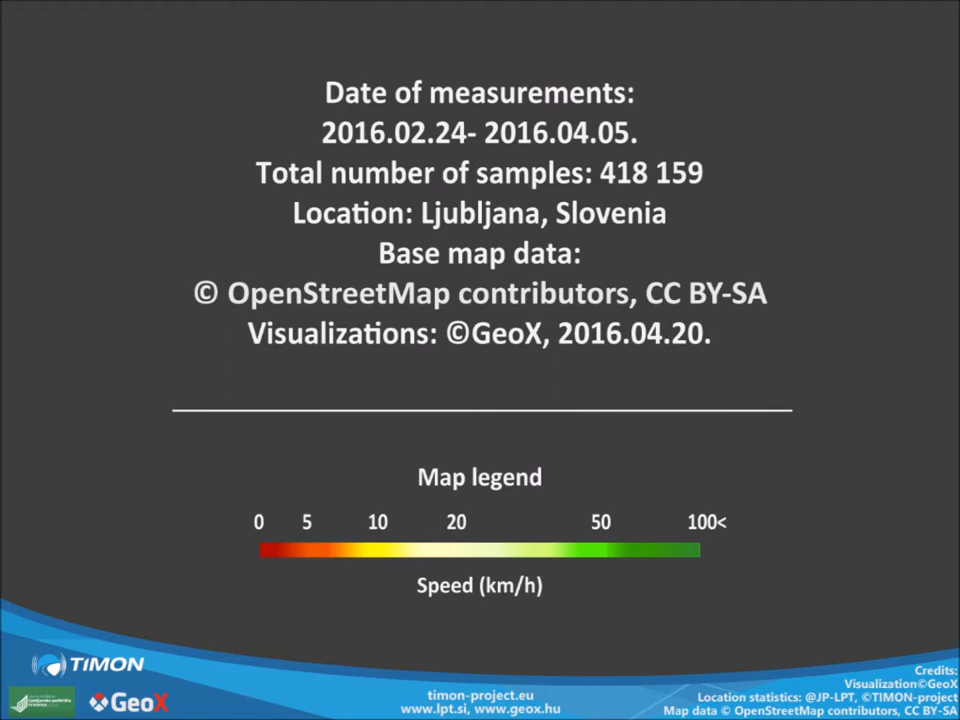 Date of measurements:
2016.02.24- 2016.04.05.
Total number of samples: 418 159
Location: Ljubljana, Slovenia
Base map data:
© OpenStreetMap contributors, CC BY-SA
Visualizations: ©GeoX, 2016.04.20.
Map legend
0 5 10 20 50 100<
Speed (km/h)
TIMON
GeoX
timon-project.eu
www.lpt.si, www.geox.hu
Credits:
Visualization©GeoX
Location statistics: @JP-LPT, ©TIMON-project
Map data © OpenStreetMap contributors, CC BY-SA